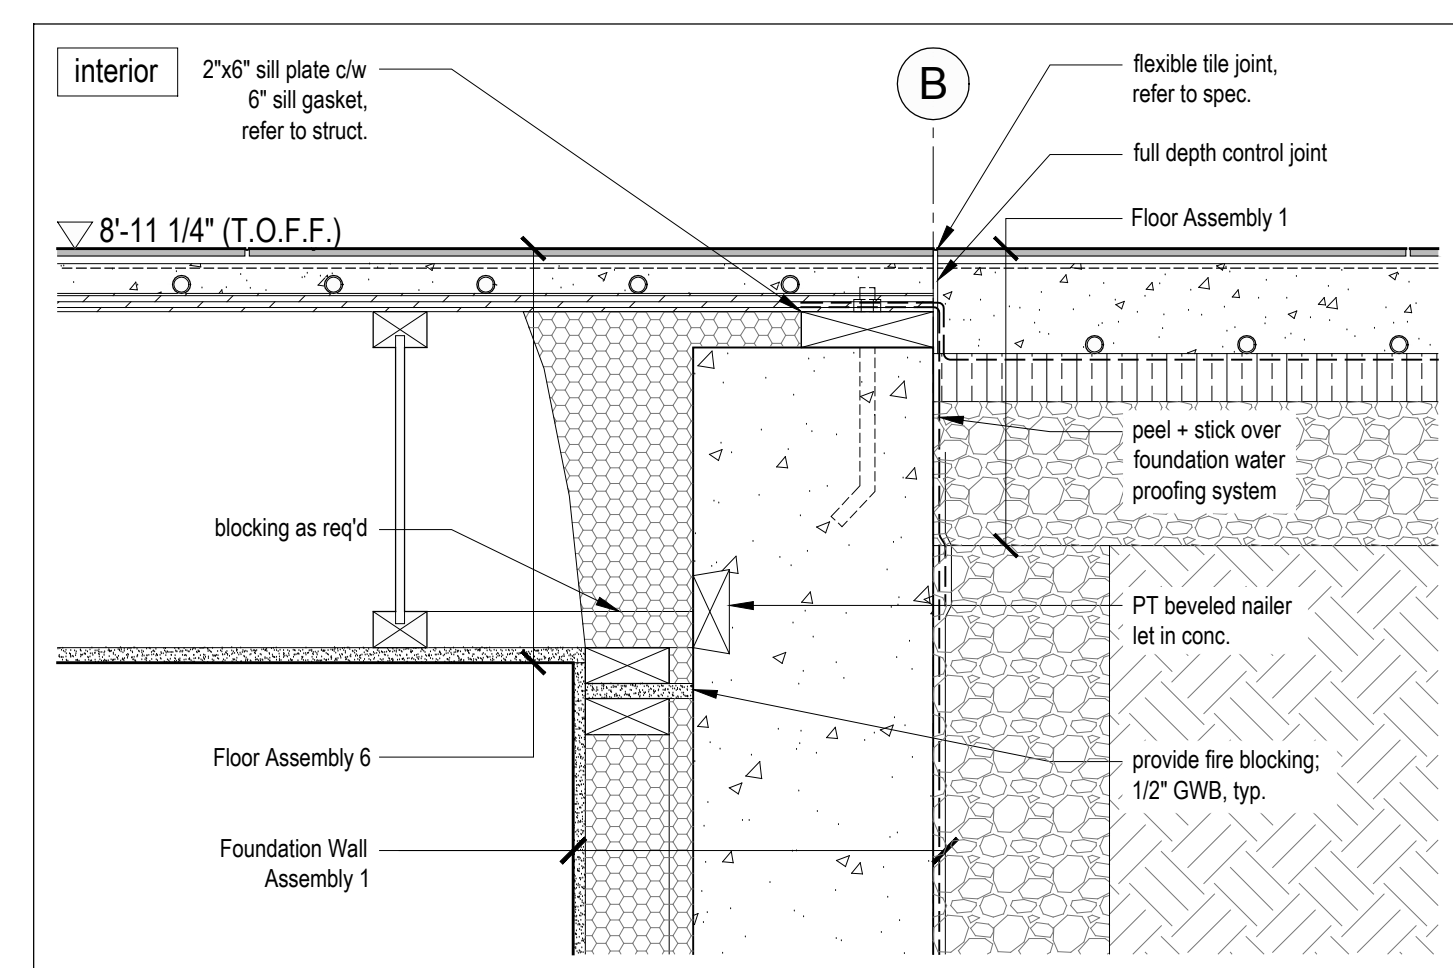 interior
2"x6" sill plate c/w
6" sill gasket,
refer to struct.
B
flexible tile joint,
refer to spec.
full depth control joint
Floor Assembly 1
8'-11 1/4" (T.O.F.F.)
peel + stick over
foundation water
proofing system
blocking as req'd
PT beveled nailer
let in conc.
Floor Assembly 6
provide fire blocking;
1/2" GWB, typ.
Foundation Wall
Assembly 1